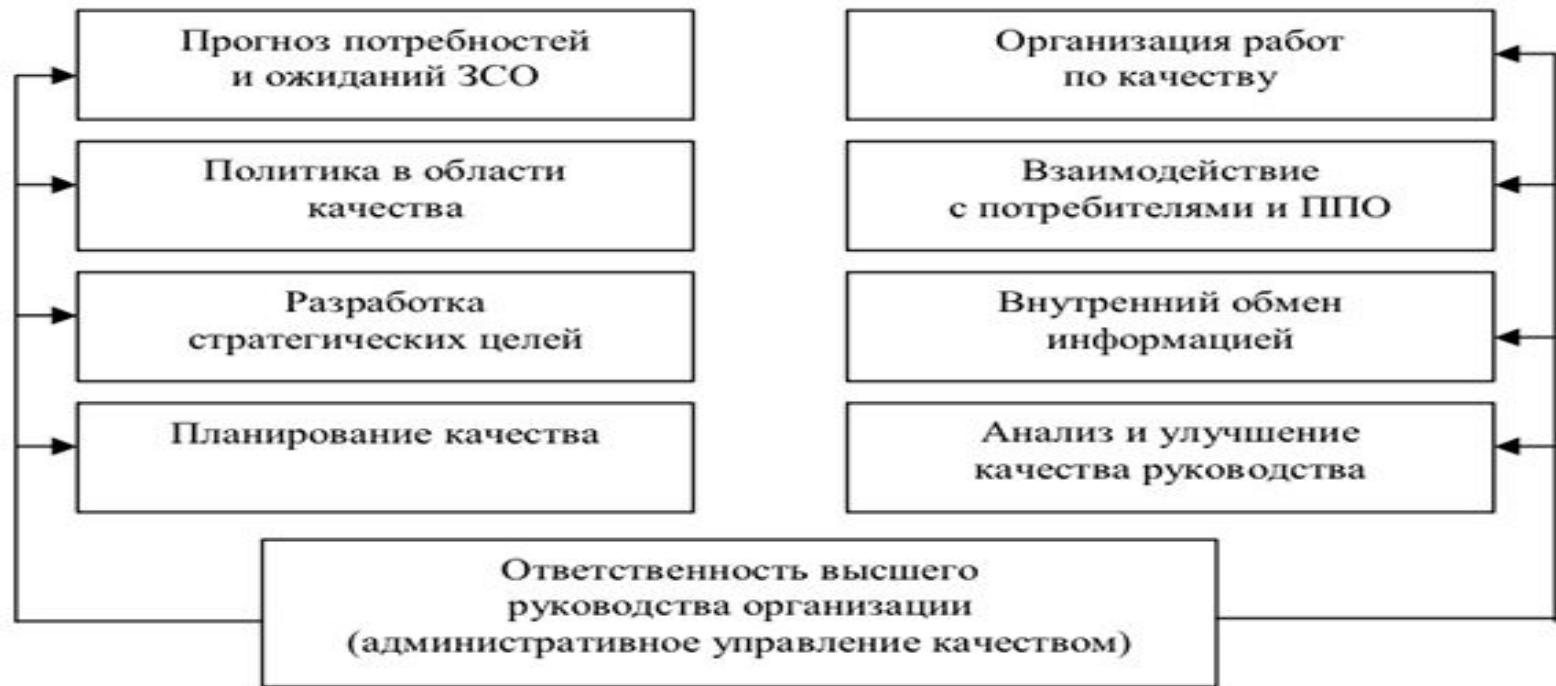 Прогноз потребностей
и ожиданий ЗСО
Политика в области
качества
Разработка
стратегических целей
Планирование качества
Организация работ
по качеству
Взаимодействие
с потребителями и ППО
Внутренний обмен
информацией
Анализ и улучшение
качества руководства
Ответственность высшего
руководства организации
(административное управление качеством)